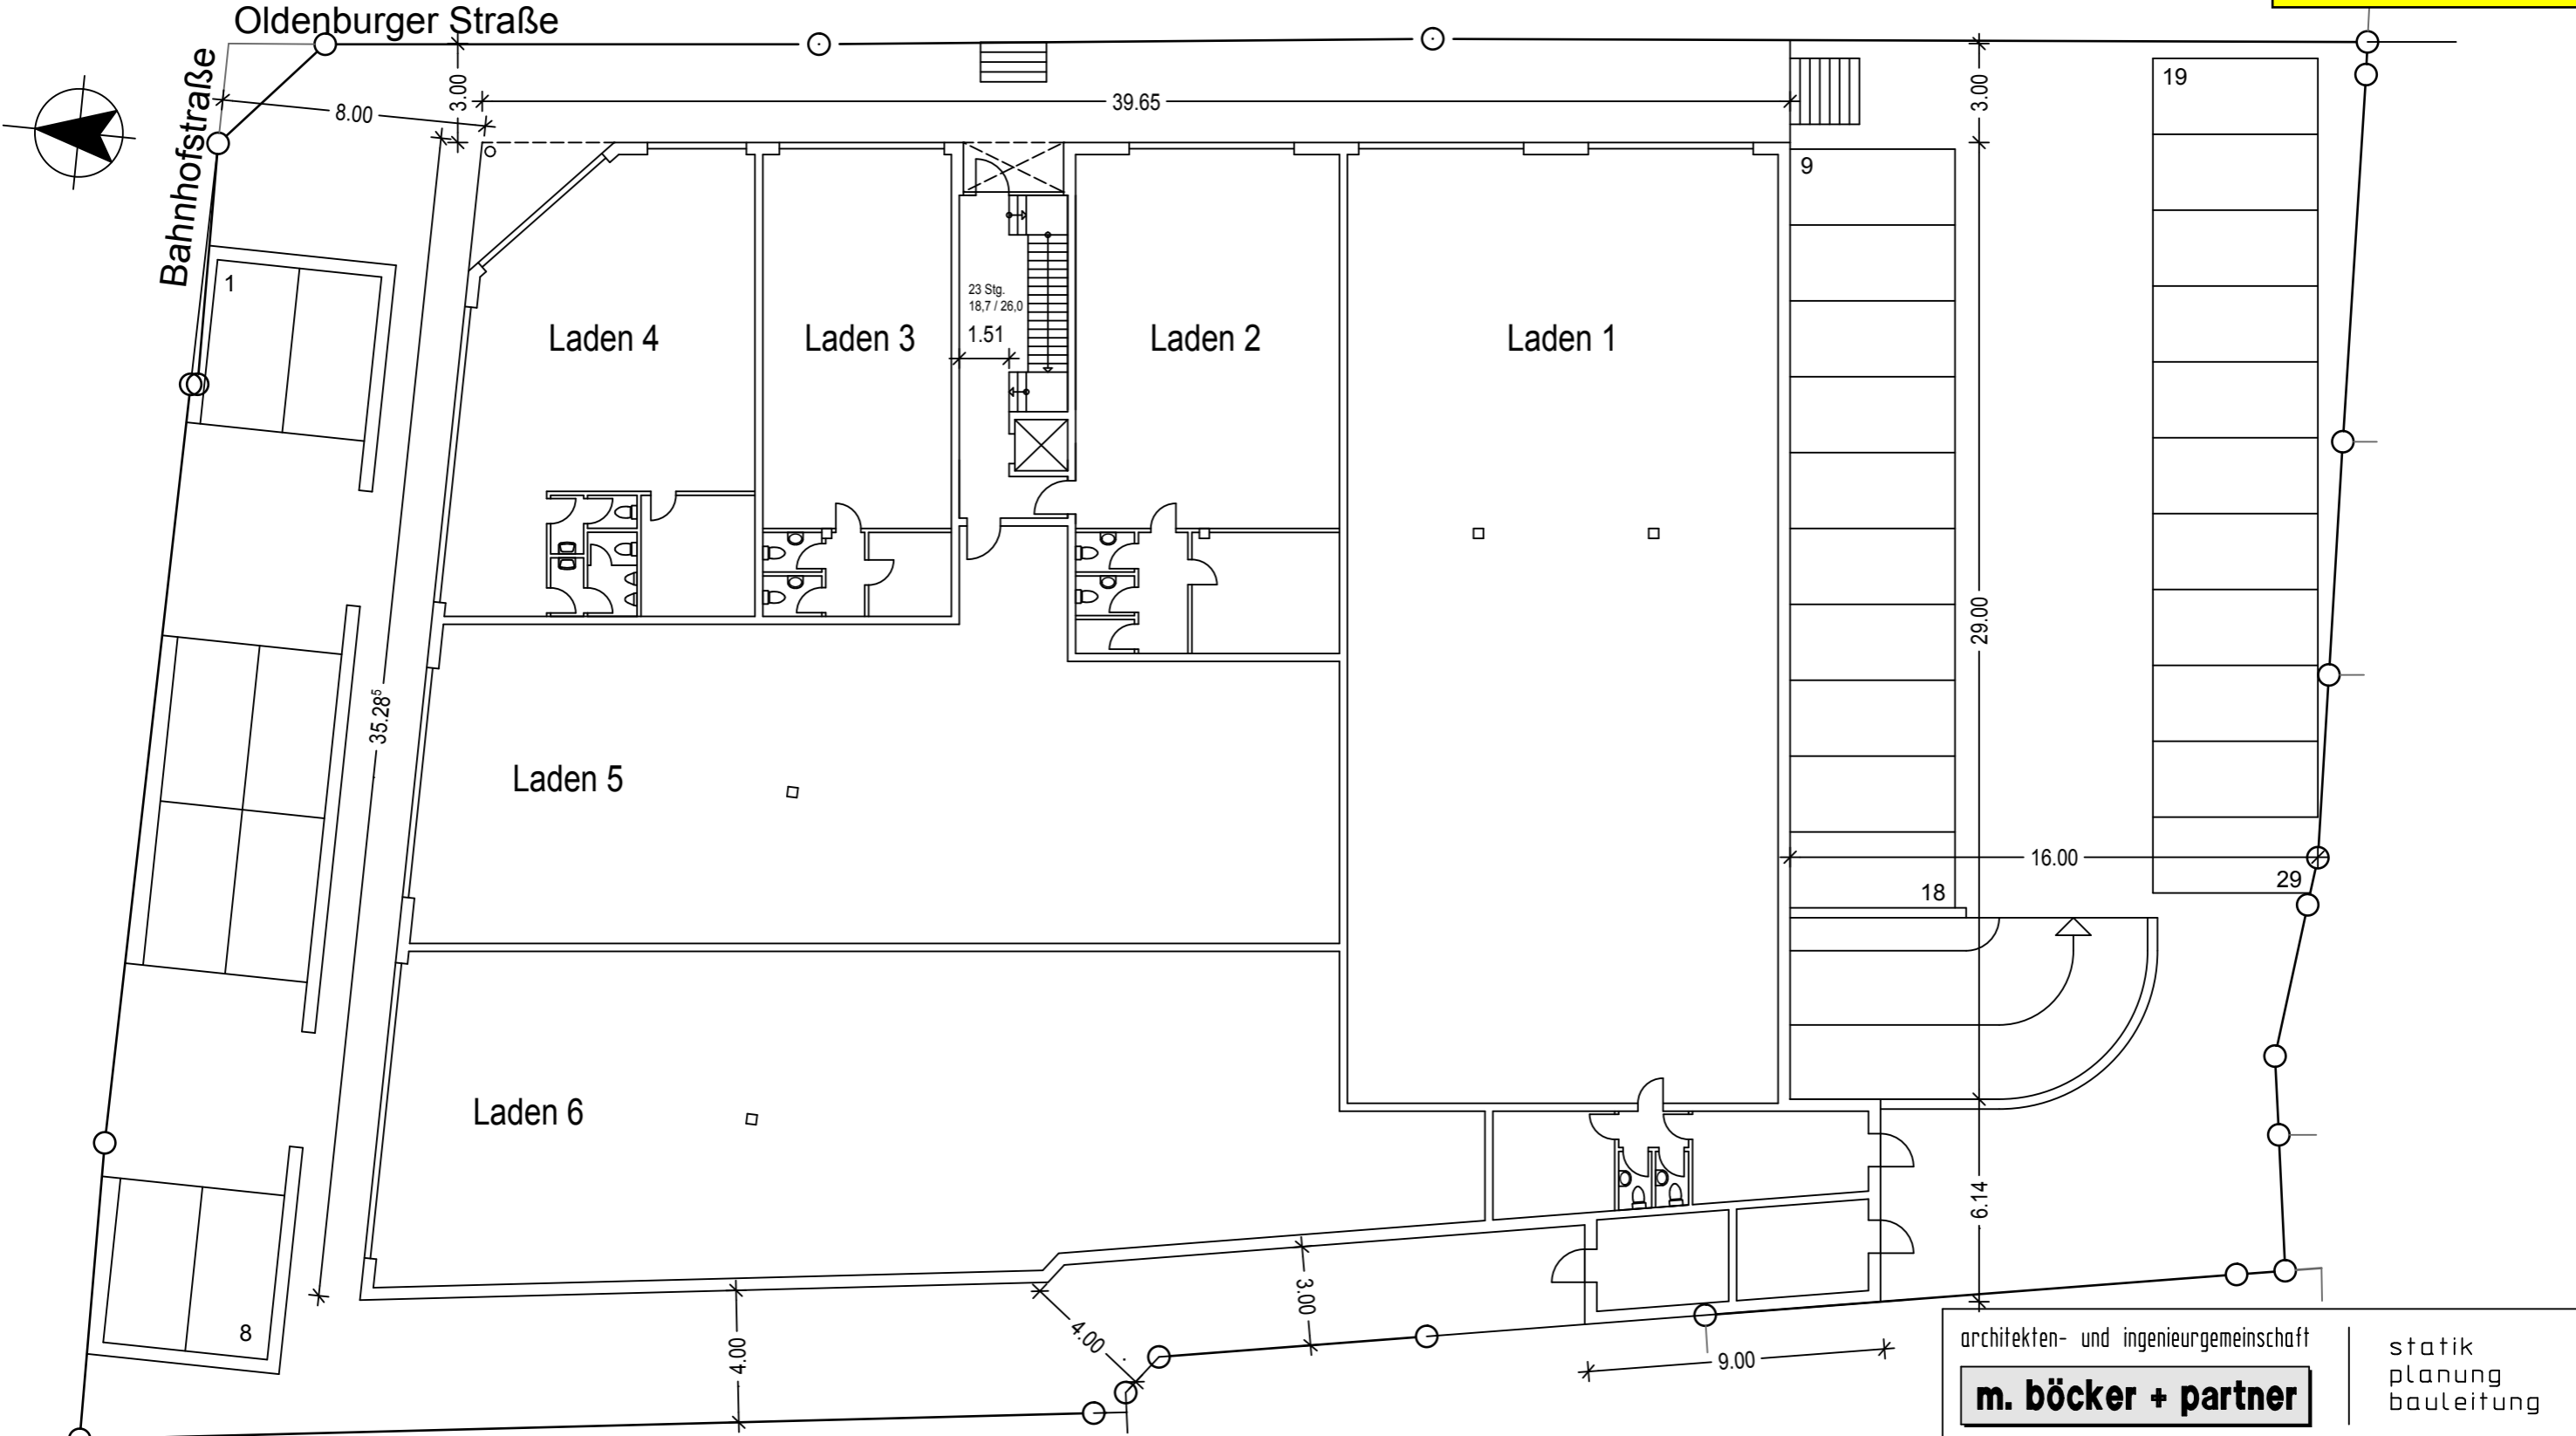 Oldenburger Straße
Bahnhofstraße
8.00
3.00
39.65
3.00
19
9
1
23 Stg.
18,7 / 26,0
1.51
Laden 4
Laden 3
Laden 2
Laden 1
29.00
35.28⁵
Laden 5
16.00
18
29
Laden 6
6.14
8
4.00
4.00
3.00
9.00
architekten- und ingenieurgemeinschaft
m. böcker + partner
statik
planung
bauleitung